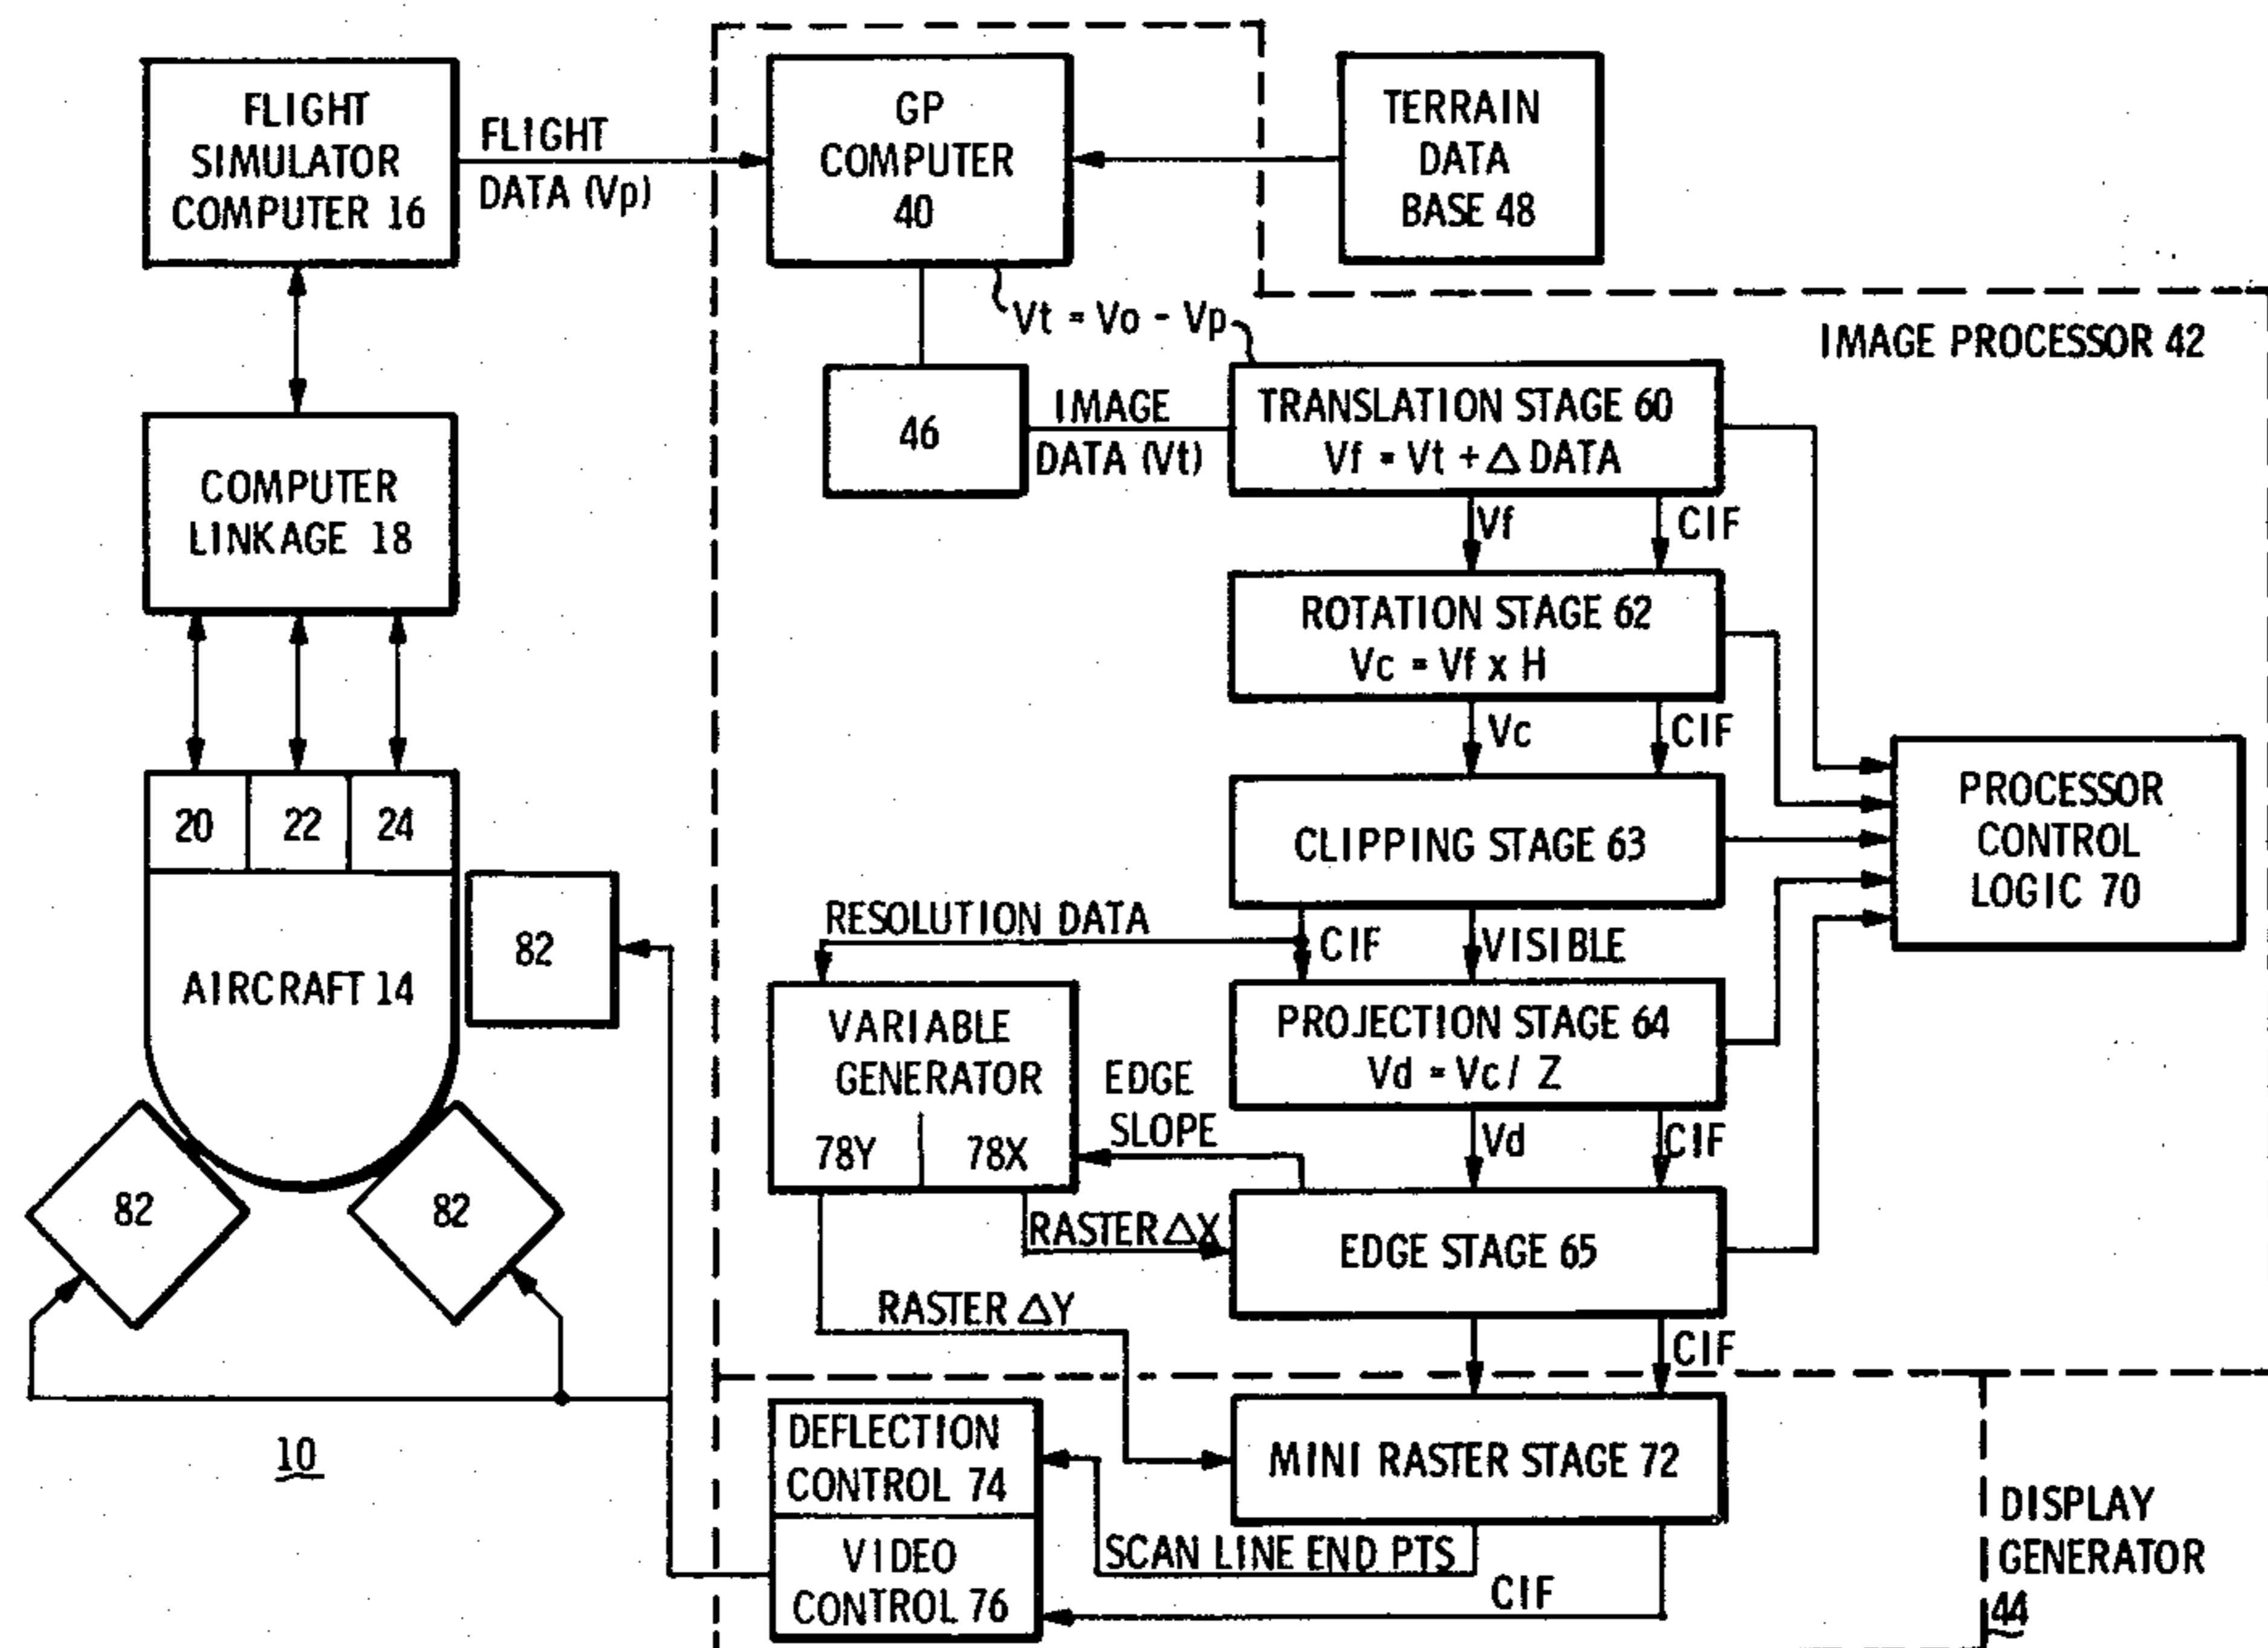 FLIGHT
SIMULATOR
COMPUTER 16
FLIGHT
DATA (Vp)
GP
COMPUTER
40
TERRAIN
DATA
BASE 48
Vt = Vo - Vp
IMAGE PROCESSOR 42
46
IMAGE
DATA (Vt)
TRANSLATION STAGE 60
Vf = Vt + △ DATA
Vf
CIF
COMPUTER
LINKAGE 18
ROTATION STAGE 62
Vc = Vf x H
Vc
CIF
20
22
24
AIRCRAFT 14
82
82
82
CLIPPING STAGE 63
PROCESSOR
CONTROL
LOGIC 70
RESOLUTION DATA
CIF
VISIBLE
VARIABLE
GENERATOR
78Y
78X
PROJECTION STAGE 64
Vd = Vc / Z
EDGE
SLOPE
Vd
CIF
RASTER △X
EDGE STAGE 65
RASTER △Y
CIF
10
DEFLECTION
CONTROL 74
MINI RASTER STAGE 72
VIDEO
CONTROL 76
SCAN LINE END PTS
CIF
DISPLAY
GENERATOR
44